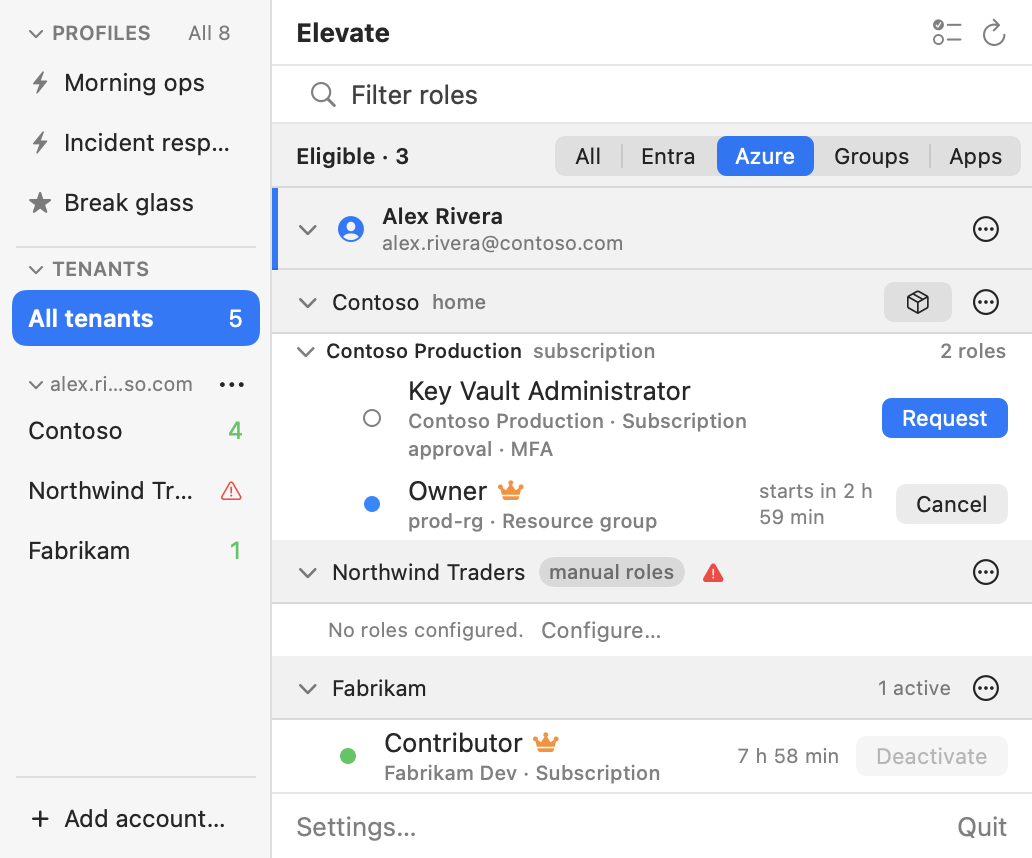 PROFILES All 8
Morning ops
Incident resp...
Break glass
TENANTS
All tenants 5
alex.ri...so.com
Contoso 4
Northwind Tr...
Fabrikam 1
+ Add account...
Elevate
Filter roles
Eligible · 3 All Entra Azure Groups Apps
Alex Rivera
alex.rivera@contoso.com
Contoso home
Contoso Production subscription 2 roles
Key Vault Administrator
Contoso Production · Subscription
approval · MFA
Request
Owner
prod-rg · Resource group
starts in 2 h
59 min
Cancel
Northwind Traders manual roles
No roles configured. Configure...
Fabrikam 1 active
Contributor
Fabrikam Dev · Subscription
7 h 58 min Deactivate
Settings... Quit